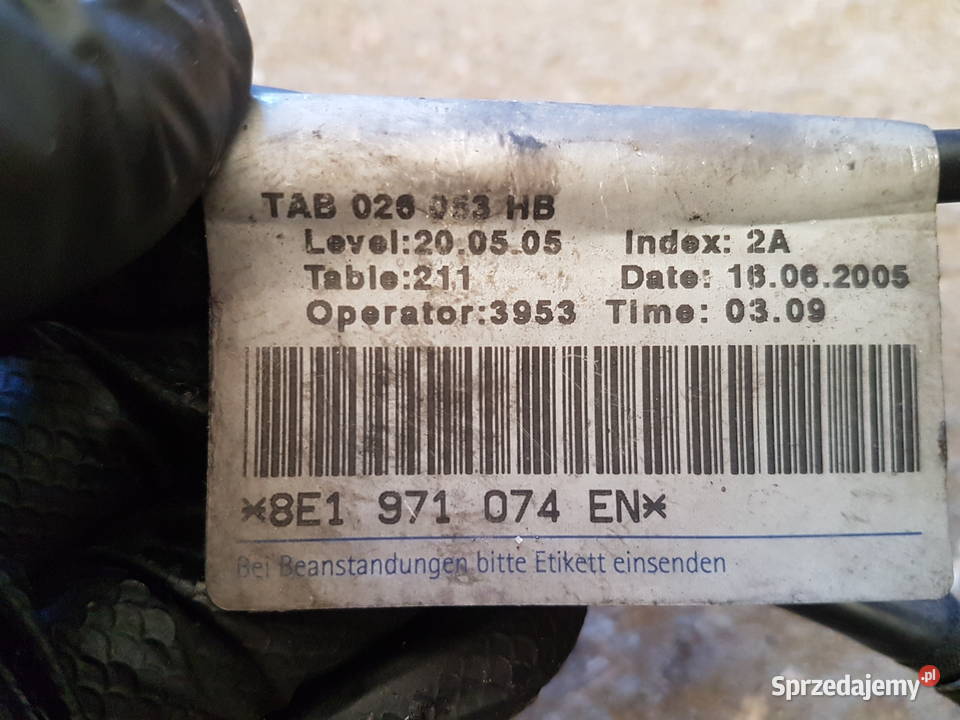 TAB 026 053 HB
Level:20.05.05 Index: 2A
Table:211 Date: 16.06.2005
Operator:3953 Time: 03.09
*8E1 971 074 EN*
Bei Beanstandungen bitte Etikett einsenden
Sprzedajemy.pl